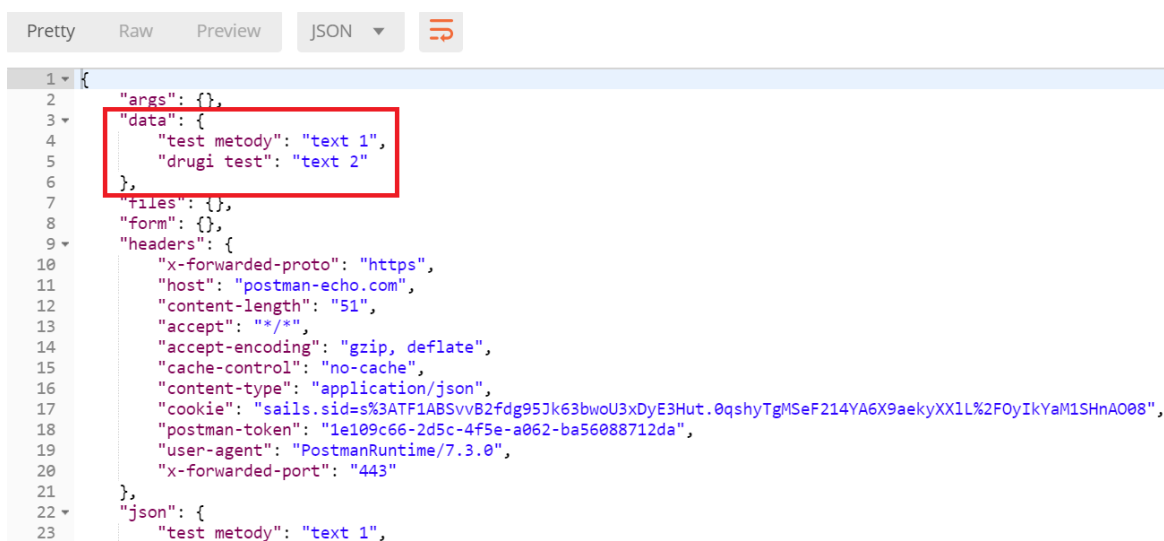 Pretty Raw Preview JSON
1 {
2 "args": {},
3 "data": {
4 "test metody": "text 1",
5 "drugi test": "text 2"
6 },
7 "files": {},
8 "form": {},
9 "headers": {
10 "x-forwarded-proto": "https",
11 "host": "postman-echo.com",
12 "content-length": "51",
13 "accept": "*/*",
14 "accept-encoding": "gzip, deflate",
15 "cache-control": "no-cache",
16 "content-type": "application/json",
17 "cookie": "sails.sid=s%3ATF1ABSvvB2fdg95Jk63bwoU3xDyE3Hut.0qshyTgMSeF214YA6X9aekyXXlL%2FOyIkYaM1SHnAO08",
18 "postman-token": "1e109c66-2d5c-4f5e-a062-ba56088712da",
19 "user-agent": "PostmanRuntime/7.3.0",
20 "x-forwarded-port": "443"
21 },
22 "json": {
23 "test metody": "text 1",